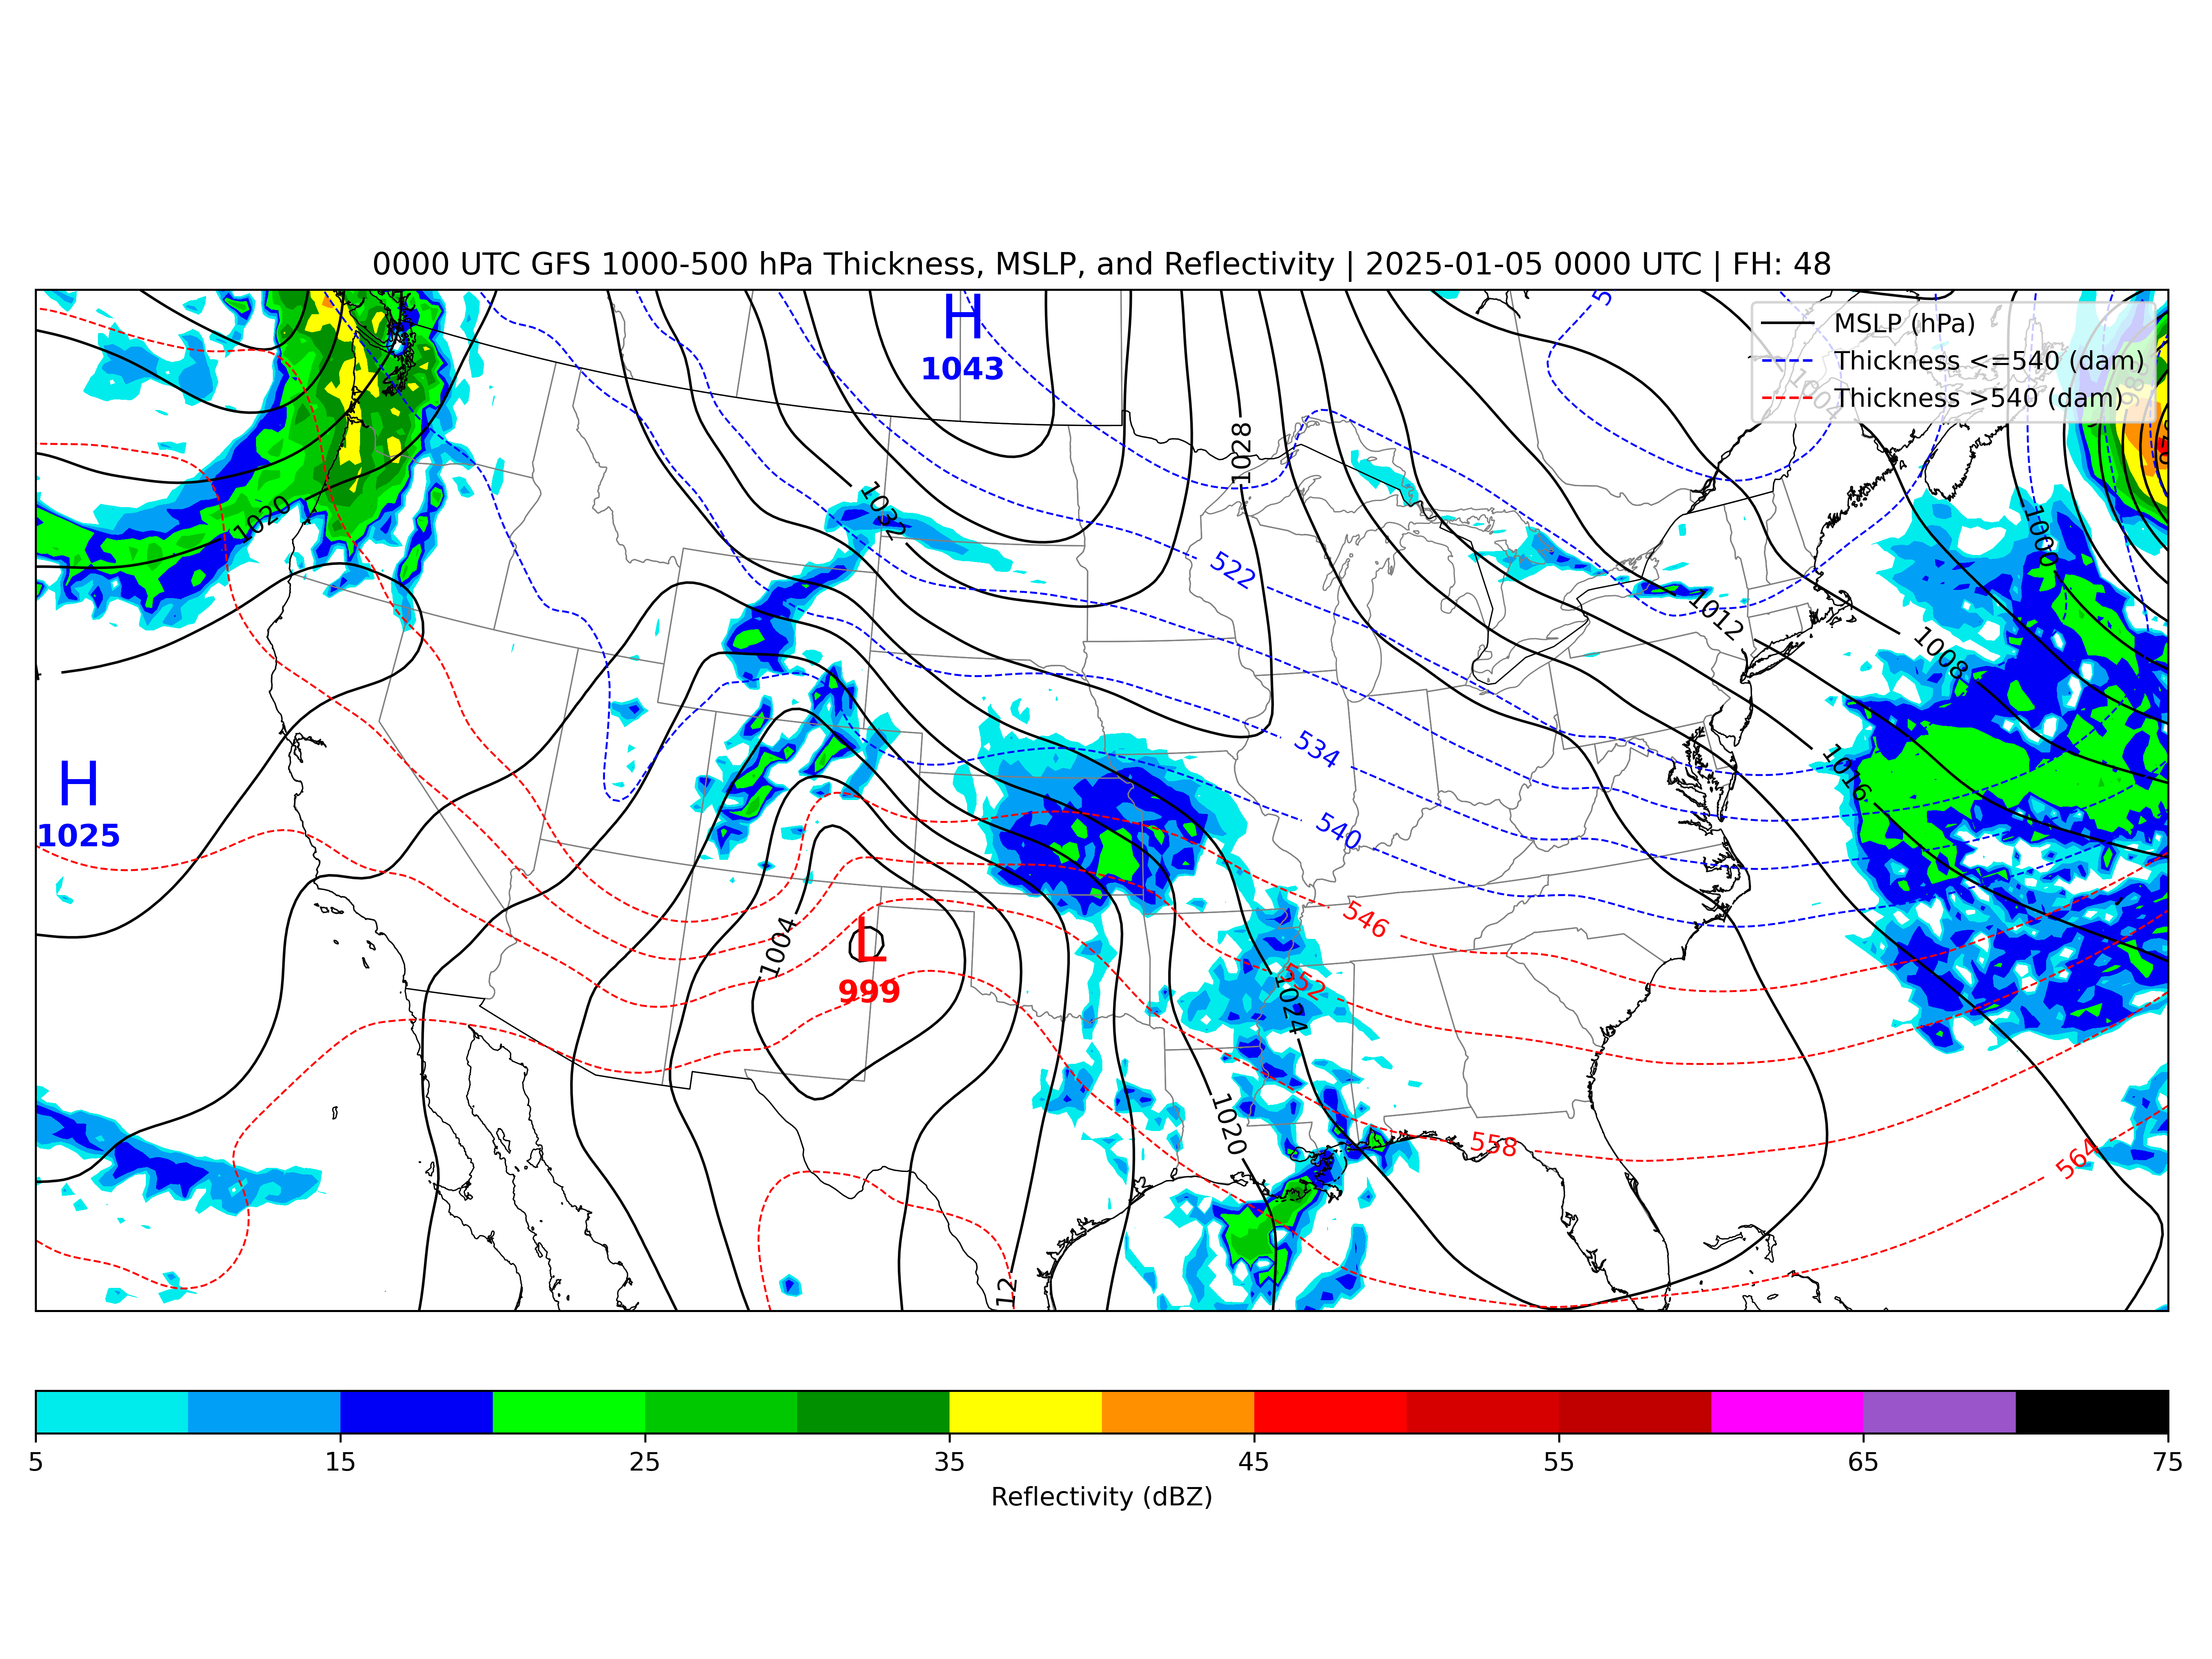 0000 UTC GFS 1000-500 hPa Thickness, MSLP, and Reflectivity | 2025-01-05 0000 UTC | FH: 48
MSLP (hPa)
Thickness <=540 (dam)
Thickness >540 (dam)
H
1043
1004
1028
1032
1020
1000
522
1012
1008
534
1016
H
1025
540
546
1004
L
999
552
1024
1020
558
564
12
5 15 25 35 45 55 65 75
Reflectivity (dBZ)